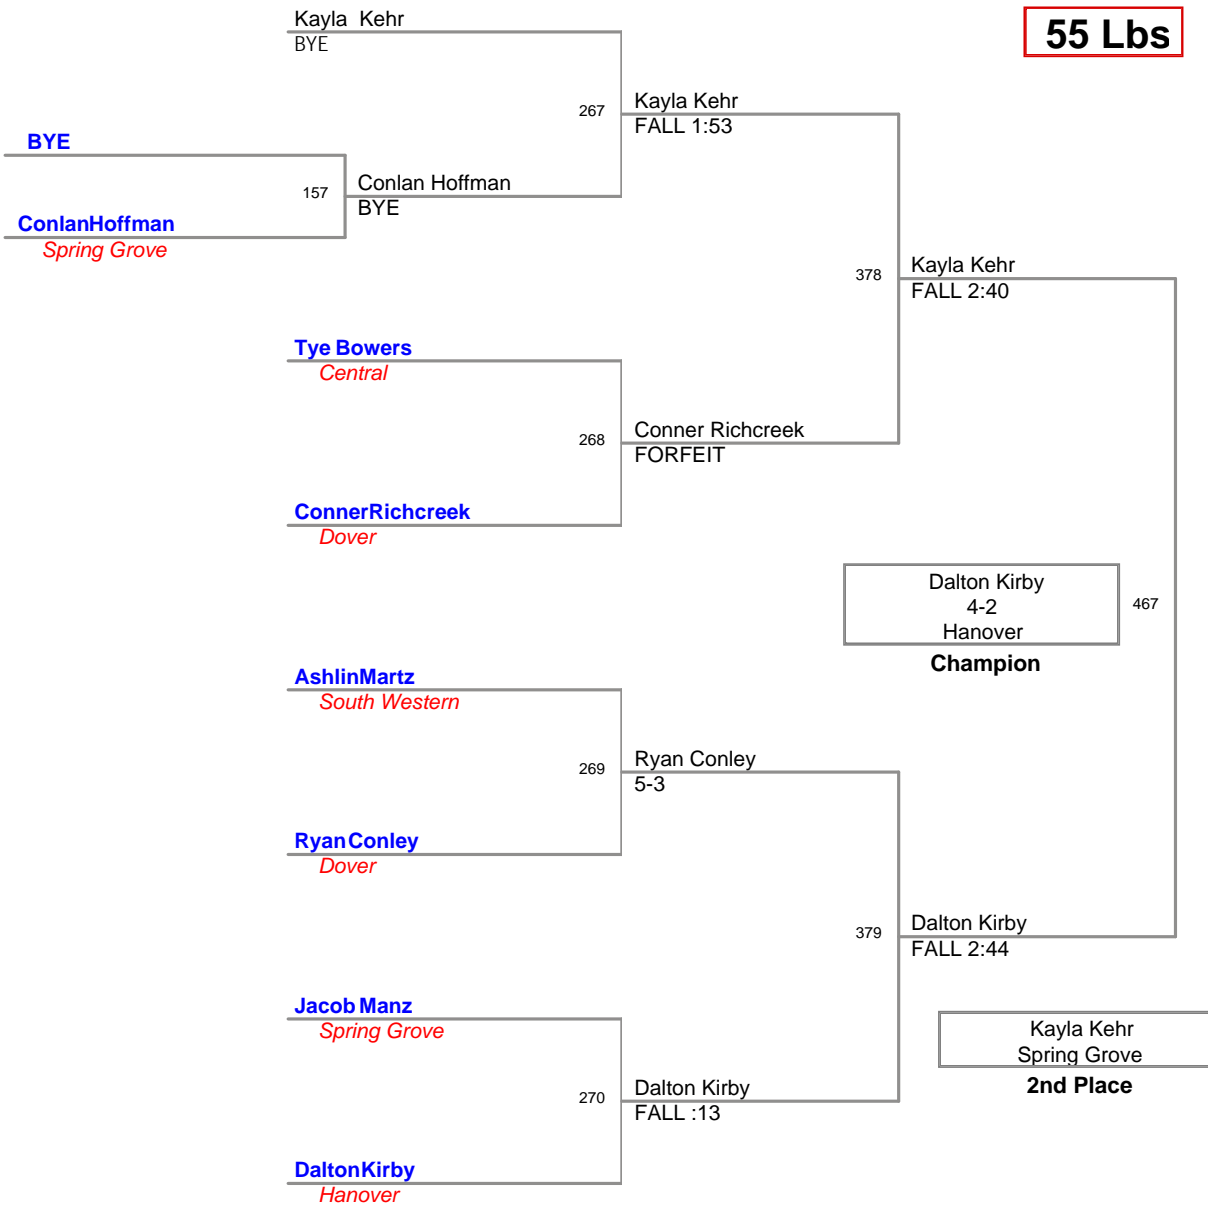 Kayla Kehr
BYE
55 Lbs
267
Kayla Kehr
FALL 1:53
BYE
157
Conlan Hoffman
BYE
ConlanHoffman
Spring Grove
378
Kayla Kehr
FALL 2:40
Tye Bowers
Central
268
Conner Richcreek
FORFEIT
ConnerRichcreek
Dover
Dalton Kirby
4-2
Hanover
467
Champion
AshlinMartz
South Western
269
Ryan Conley
5-3
RyanConley
Dover
379
Dalton Kirby
FALL 2:44
Jacob Manz
Spring Grove
Kayla Kehr
Spring Grove
2nd Place
270
Dalton Kirby
FALL :13
DaltonKirby
Hanover